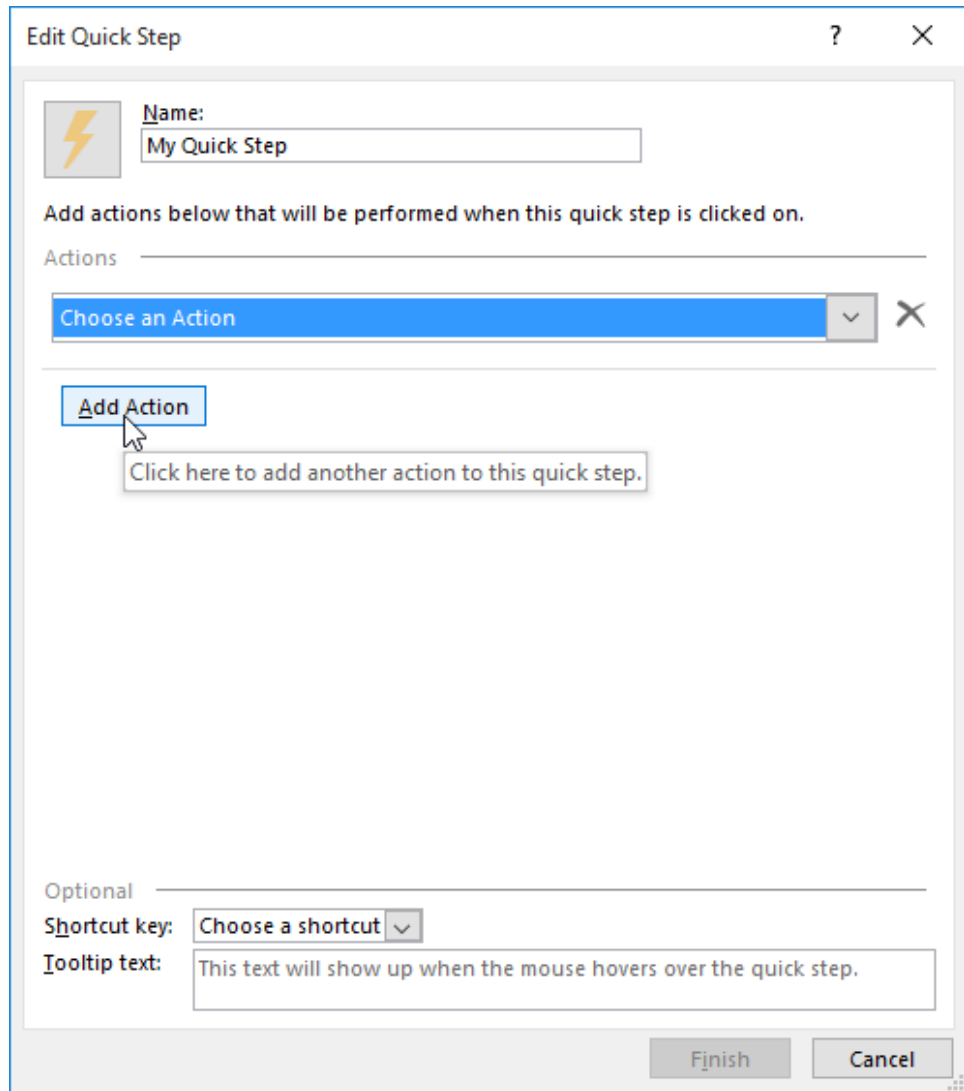 Edit Quick Step
?
Name:
My Quick Step
Add actions below that will be performed when this quick step is clicked on.
Actions
Choose an Action
Add Action
Click here to add another action to this quick step.
Optional
Shortcut key: Choose a shortcut
Tooltip text: This text will show up when the mouse hovers over the quick step.
Finish Cancel